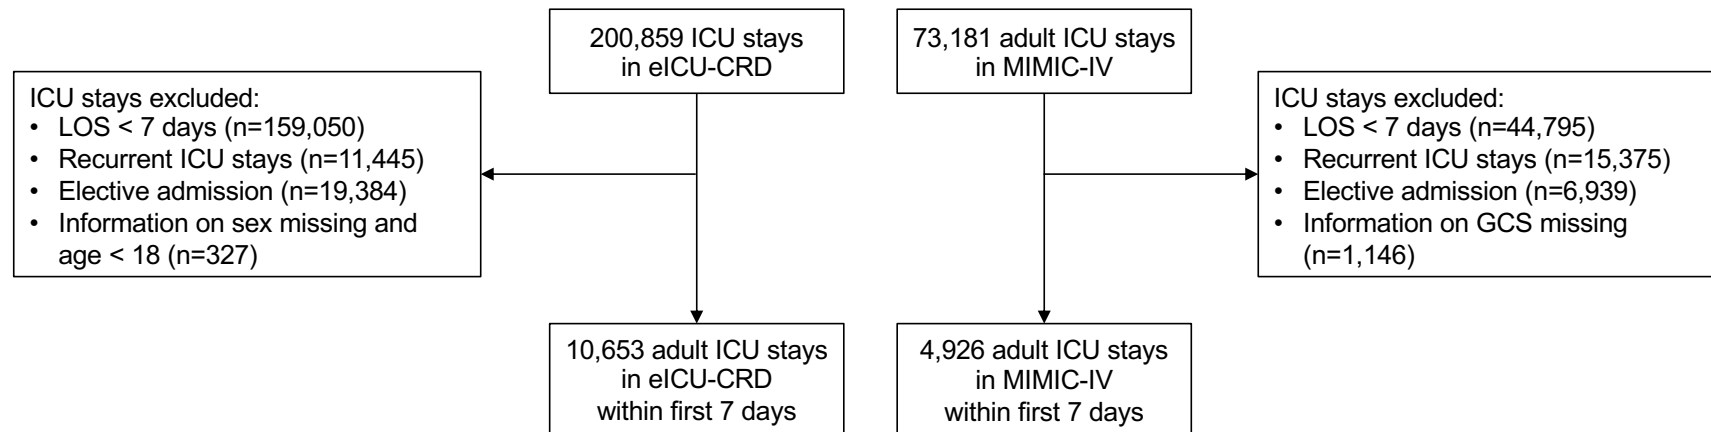 200,859 ICU stays
in eICU-CRD
73,181 adult ICU stays
in MIMIC-IV
ICU stays excluded:
• LOS < 7 days (n=159,050)
• Recurrent ICU stays (n=11,445)
• Elective admission (n=19,384)
• Information on sex missing and
age < 18 (n=327)
ICU stays excluded:
• LOS < 7 days (n=44,795)
• Recurrent ICU stays (n=15,375)
• Elective admission (n=6,939)
• Information on GCS missing
(n=1,146)
10,653 adult ICU stays
in eICU-CRD
within first 7 days
4,926 adult ICU stays
in MIMIC-IV
within first 7 days